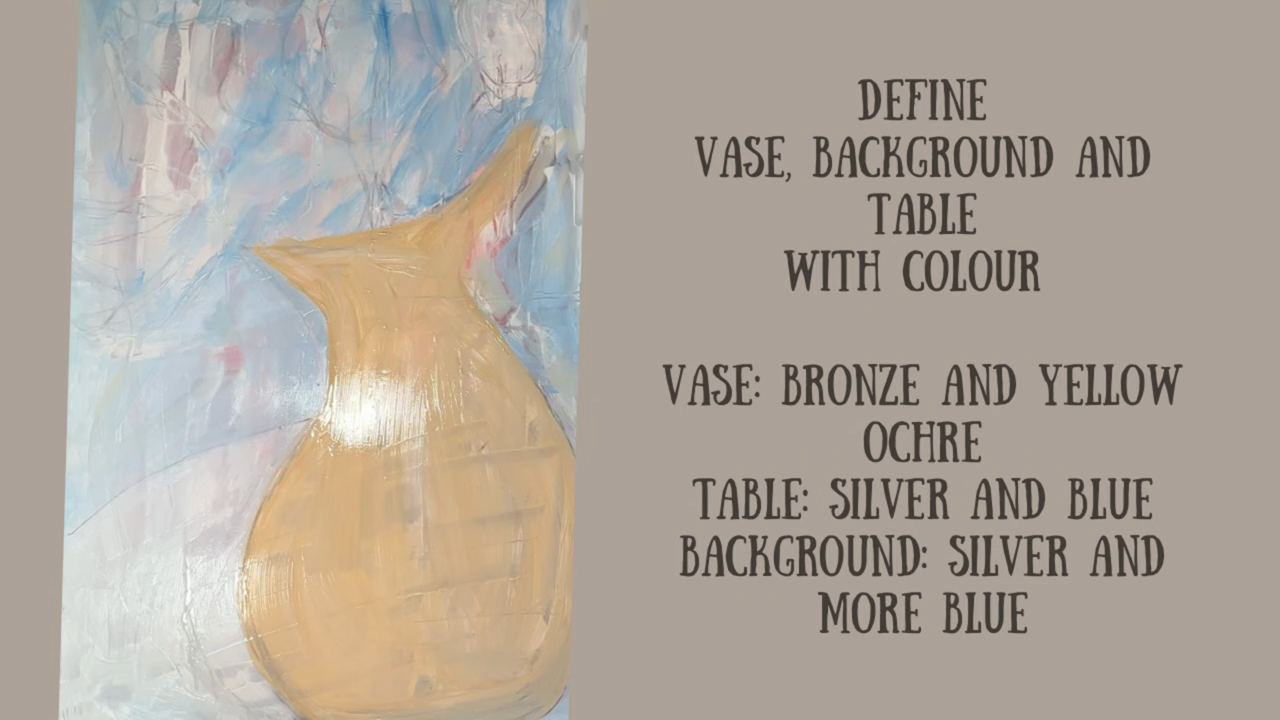 DEFINE
VASE, BACKGROUND AND
TABLE
WITH COLOUR
VASE: BRONZE AND YELLOW
OCHRE
TABLE: SILVER AND BLUE
BACKGROUND: SILVER AND
MORE BLUE